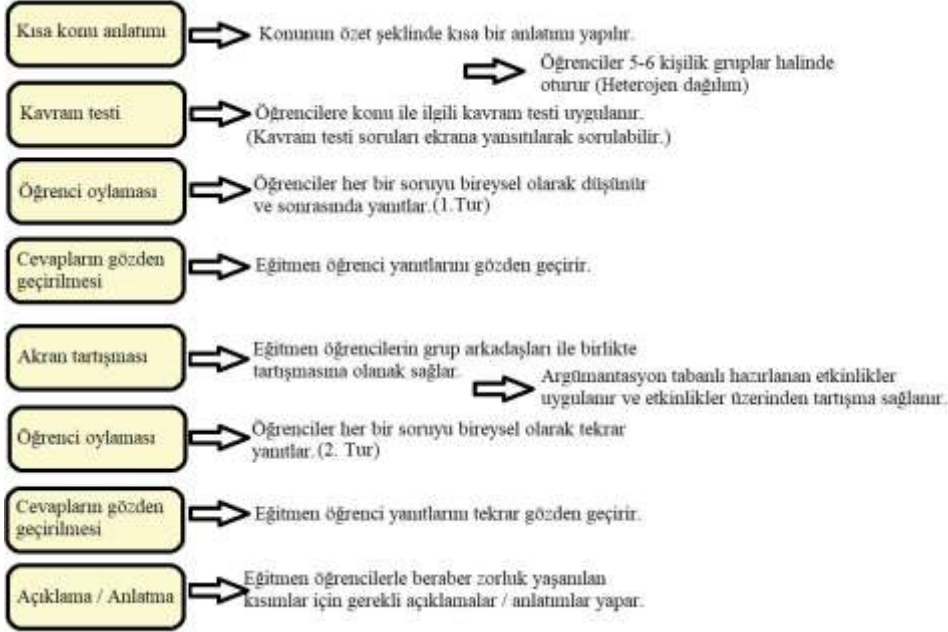 Kısa konu anlatımı
Konunun özet şeklinde kısa bir anlatımı yapılır.
Öğrenciler 5-6 kişilik gruplar halinde
oturur (Heterojen dağılım)
Kavram testi
Öğrencilere konu ile ilgili kavram testi uygulanır.
(Kavram testi soruları ekrana yansıtılarak sorulabilir.)
Öğrenci oylaması
Öğrenciler her bir soruyu bireysel olarak düşünür
ve sonrasında yanıtlar.(1.Tur)
Cevapların gözden
geçirilmesi
Eğitmen öğrenci yanıtlarını gözden geçirir.
Akran tartışması
Eğitmen öğrencilerin grup arkadaşları ile birlikte
tartışmasına olanak sağlar.
Argümantasyon tabanlı hazırlanan etkinlikler
uygulanır ve etkinlikler üzerinden tartışma sağlanır.
Öğrenci oylaması
Öğrenciler her bir soruyu bireysel olarak tekrar
yanıtlar. (2. Tur)
Cevapların gözden
geçirilmesi
Eğitmen öğrenci yanıtlarını tekrar gözden geçirir.
Açıklama / Anlatma
Eğitmen öğrencilerle beraber zorluk yaşanılan
kısımlar için gerekli açıklamalar / anlatımlar yapar.